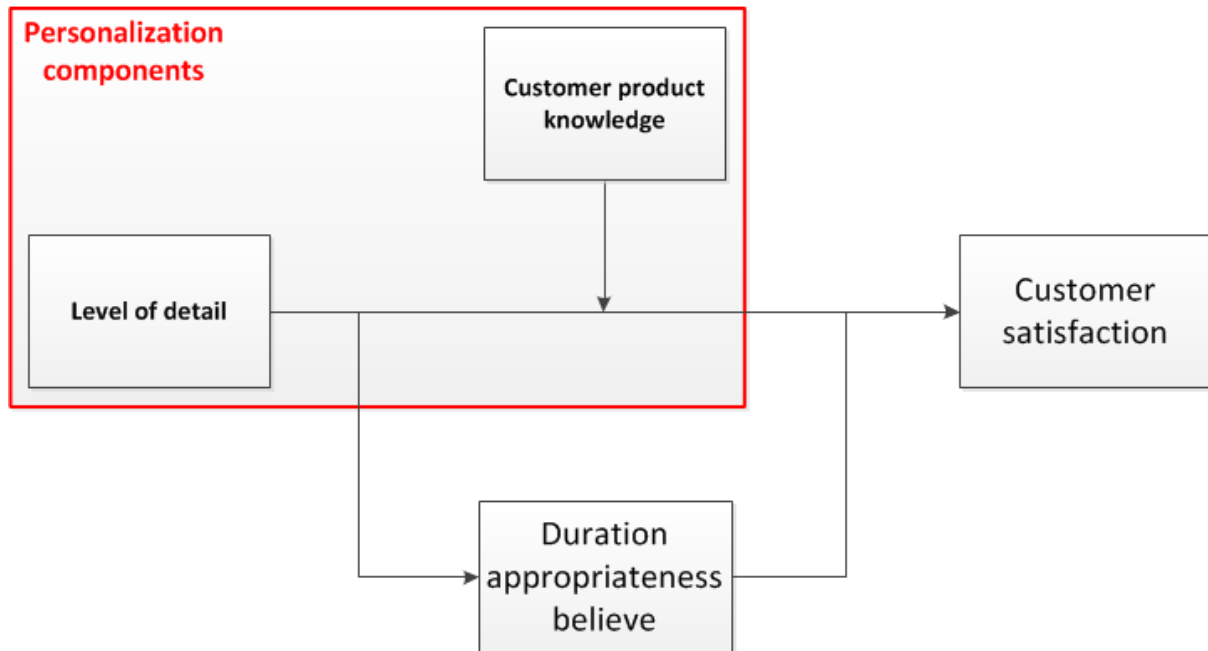 Personalization
components
Customer product
knowledge
Level of detail
Customer
satisfaction
Duration
appropriateness
believe